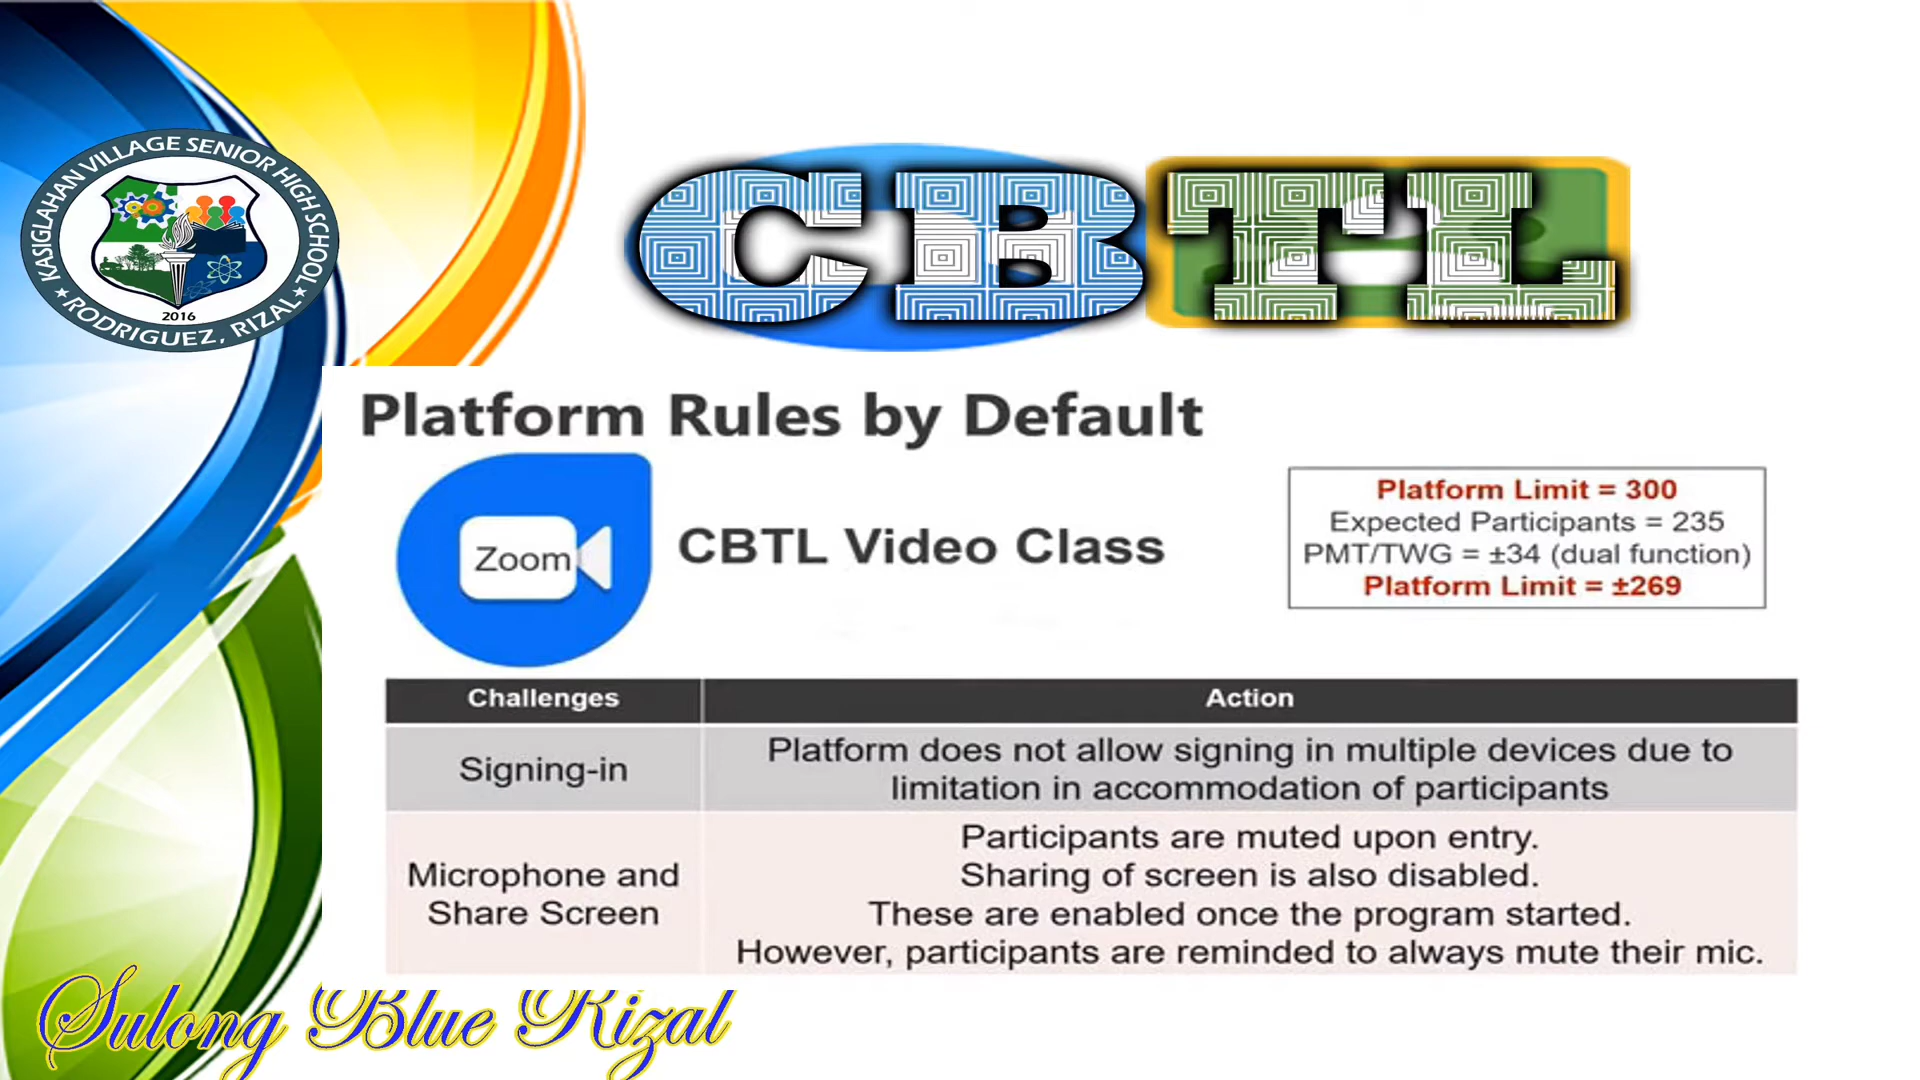 KASIGLAHAN VILLAGE SENIOR HIGH SCHOOL
2016
★ RODRIGUEZ, RIZAL ★
CBTL
Platform Rules by Default
Zoom
CBTL Video Class
Platform Limit = 300
Expected Participants = 235
PMT/TWG = ±34 (dual function)
Platform Limit = ±269
Challenges Action
Signing-in
Platform does not allow signing in multiple devices due to
limitation in accommodation of participants
Microphone and
Share Screen
Participants are muted upon entry.
Sharing of screen is also disabled.
These are enabled once the program started.
However, participants are reminded to always mute their mic.
Sulong Blue Rizal